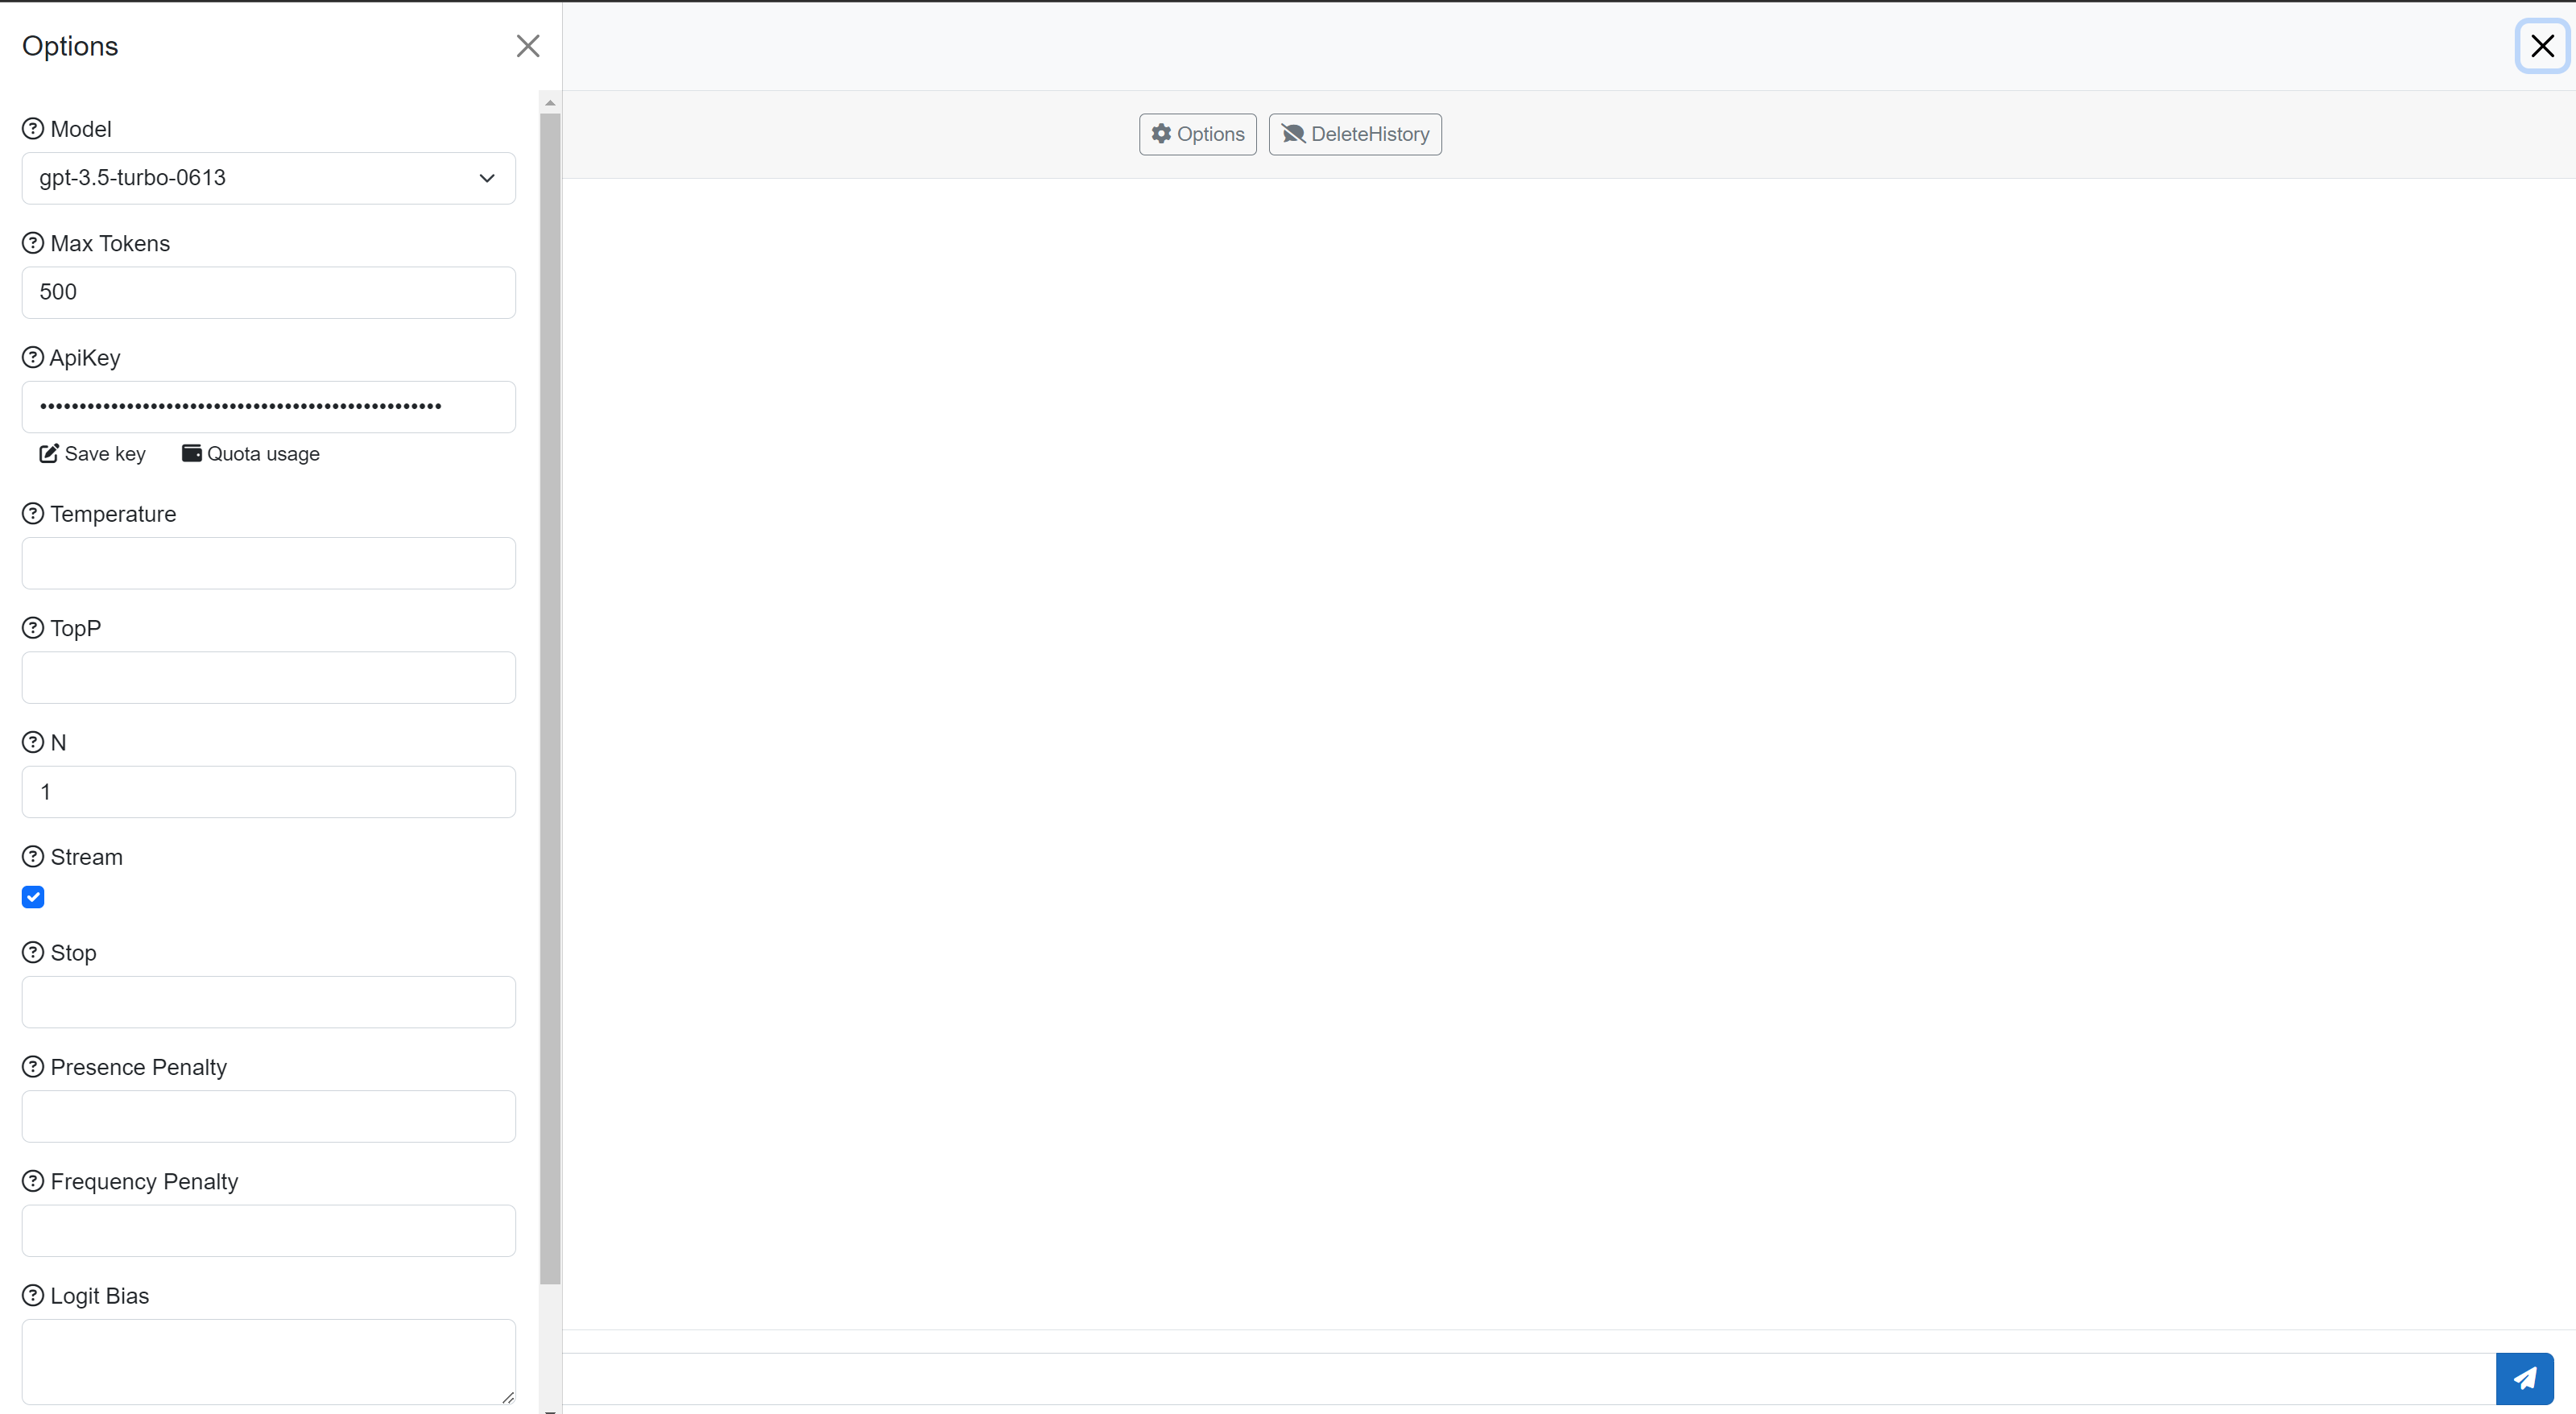 Options
Model
gpt-3.5-turbo-0613
Max Tokens
500
ApiKey
••••••••••••••••••••••••••••••••••••••••••••••••••••
Save key Quota usage
Temperature
TopP
N
1
Stream
Stop
Presence Penalty
Frequency Penalty
Logit Bias
Options DeleteHistory